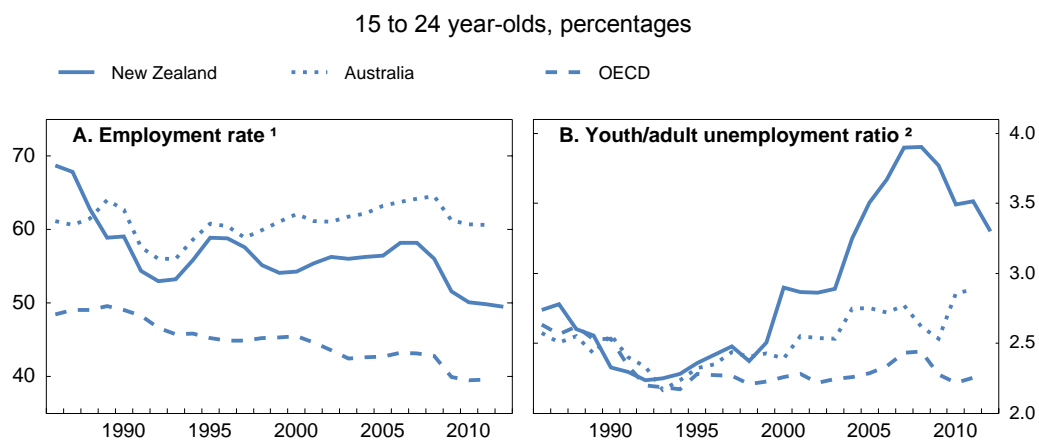 15 to 24 year-olds, percentages
New Zealand Australia OECD
A. Employment rate ¹ B. Youth/adult unemployment ratio ²
4.0
70
3.5
60
3.0
50
2.5
40
2.0
1990 1995 2000 2005 2010 1990 1995 2000 2005 2010